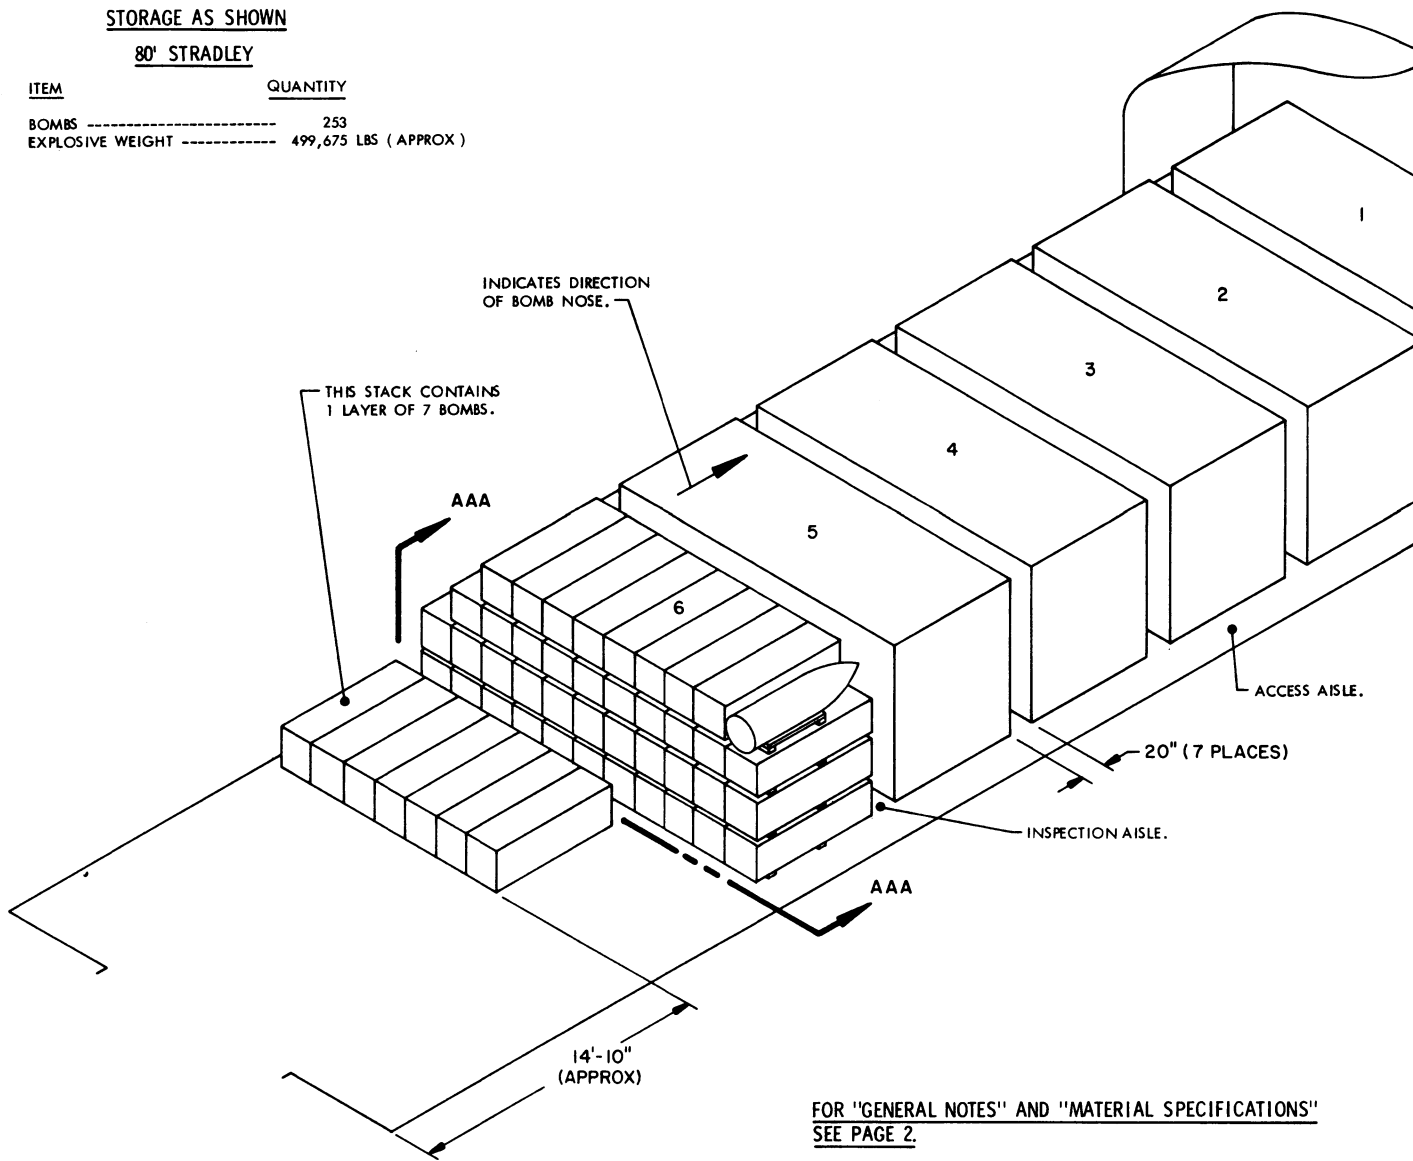 STORAGE AS SHOWN
80' STRADLEY
ITEM QUANTITY
BOMBS ------------------------ 253
EXPLOSIVE WEIGHT ------------ 499,675 LBS ( APPROX )
1
2
INDICATES DIRECTION
OF BOMB NOSE.
3
THIS STACK CONTAINS
1 LAYER OF 7 BOMBS.
4
AAA
5
6
ACCESS AISLE.
20" (7 PLACES)
INSPECTION AISLE.
AAA
14'-10"
(APPROX)
FOR "GENERAL NOTES" AND "MATERIAL SPECIFICATIONS"
SEE PAGE 2.